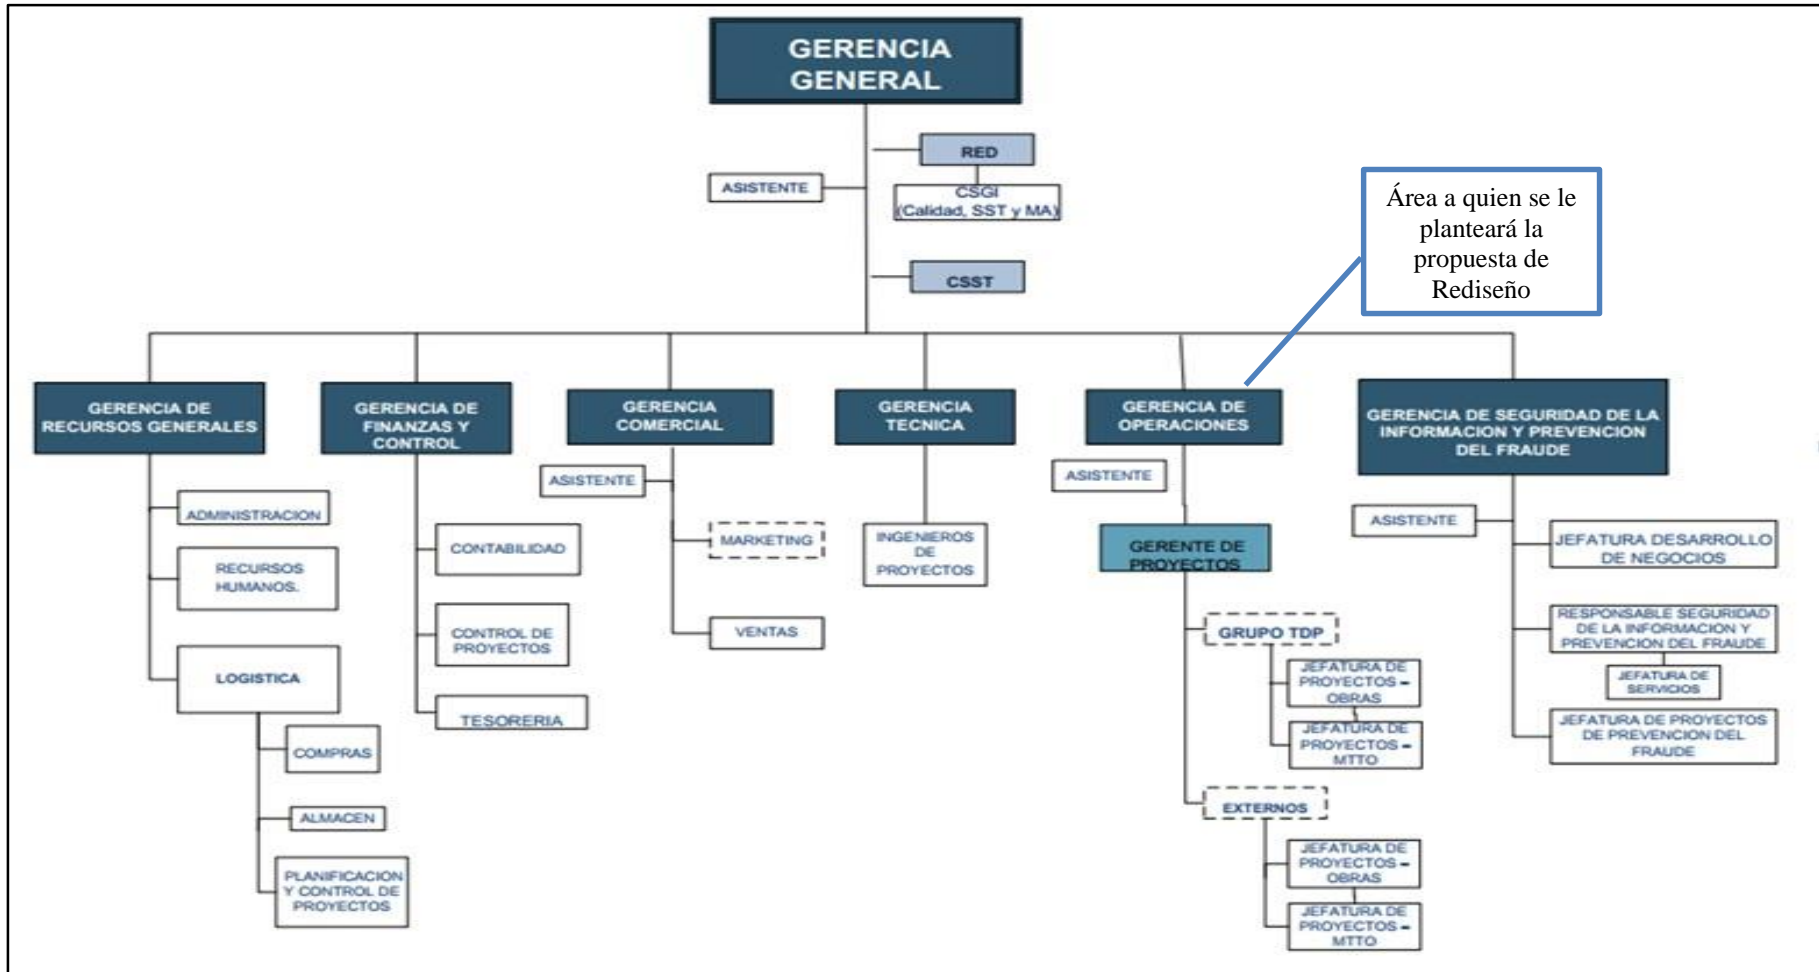 GERENCIA
GENERAL
RED
ASISTENTE
CSGI
(Calidad, SST y MA)
CSST
Área a quien se le
planteará la
propuesta de
Rediseño
GERENCIA DE
RECURSOS GENERALES
ADMINISTRACION
RECURSOS
HUMANOS.
LOGISTICA
COMPRAS
ALMACEN
PLANIFICACION
Y CONTROL DE
PROYECTOS
GERENCIA DE
FINANZAS Y
CONTROL
CONTABILIDAD
CONTROL DE
PROYECTOS
TESORERIA
GERENCIA
COMERCIAL
ASISTENTE
MARKETING
VENTAS
GERENCIA
TECNICA
INGENIEROS
DE
PROYECTOS
GERENCIA DE
OPERACIONES
ASISTENTE
GERENTE DE
PROYECTOS
GRUPO TDP
JEFATURA DE
PROYECTOS –
OBRAS
JEFATURA DE
PROYECTOS –
MTTO
EXTERNOS
JEFATURA DE
PROYECTOS –
OBRAS
JEFATURA DE
PROYECTOS –
MTTO
GERENCIA DE SEGURIDAD DE LA
INFORMACION Y PREVENCION
DEL FRAUDE
ASISTENTE
JEFATURA DESARROLLO
DE NEGOCIOS
RESPONSABLE SEGURIDAD
DE LA INFORMACION Y
PREVENCION DEL FRAUDE
JEFATURA DE
SERVICIOS
JEFATURA DE PROYECTOS
DE PREVENCION DEL
FRAUDE